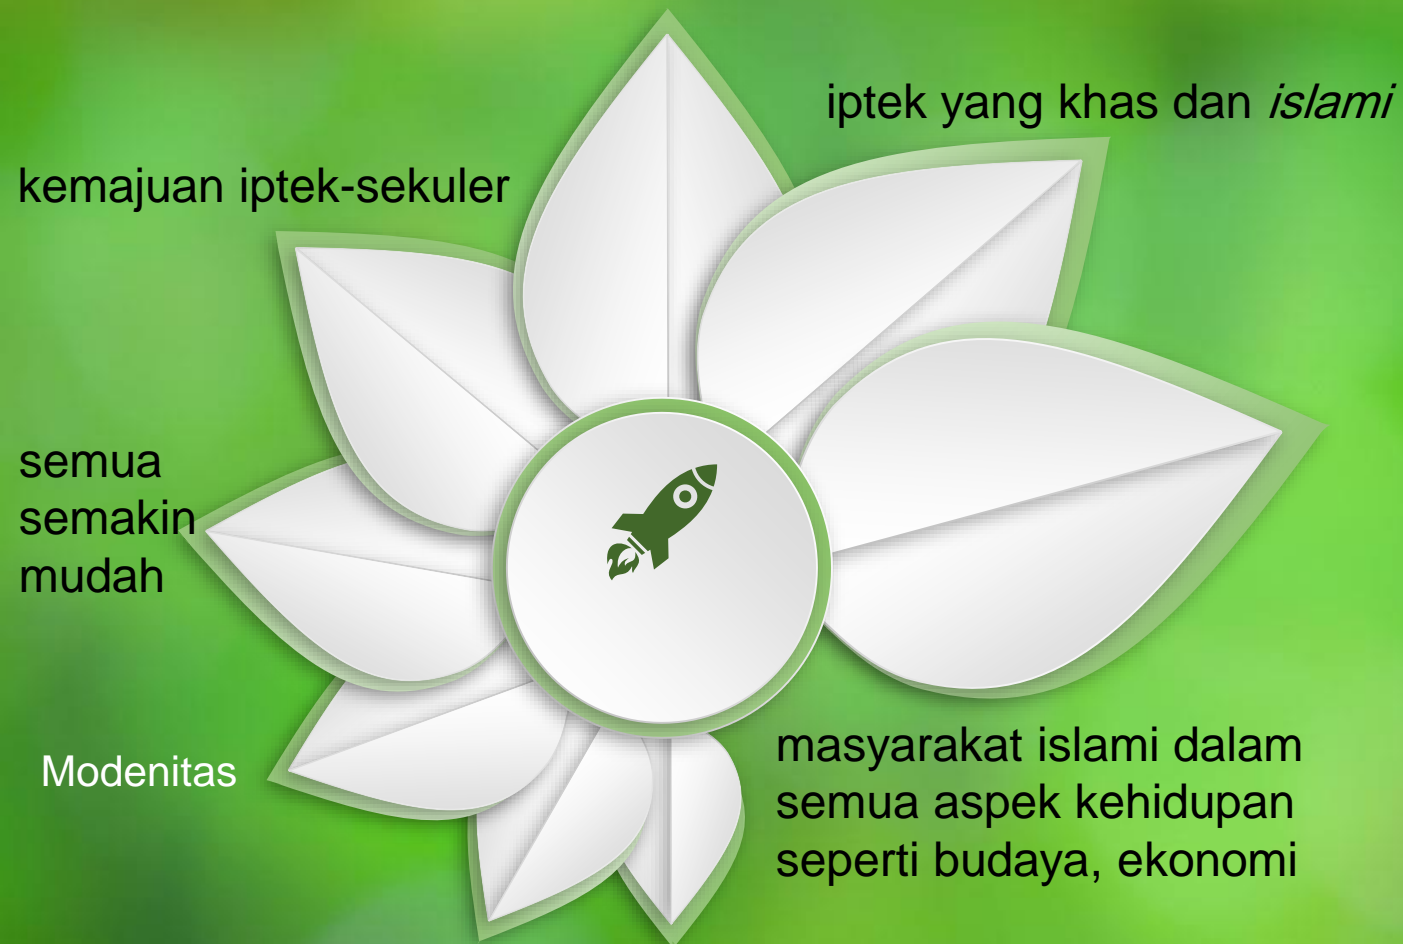 iptek yang khas dan islami
kemajuan iptek-sekuler
semua
semakin
mudah
Modenitas
masyarakat islami dalam
semua aspek kehidupan
seperti budaya, ekonomi